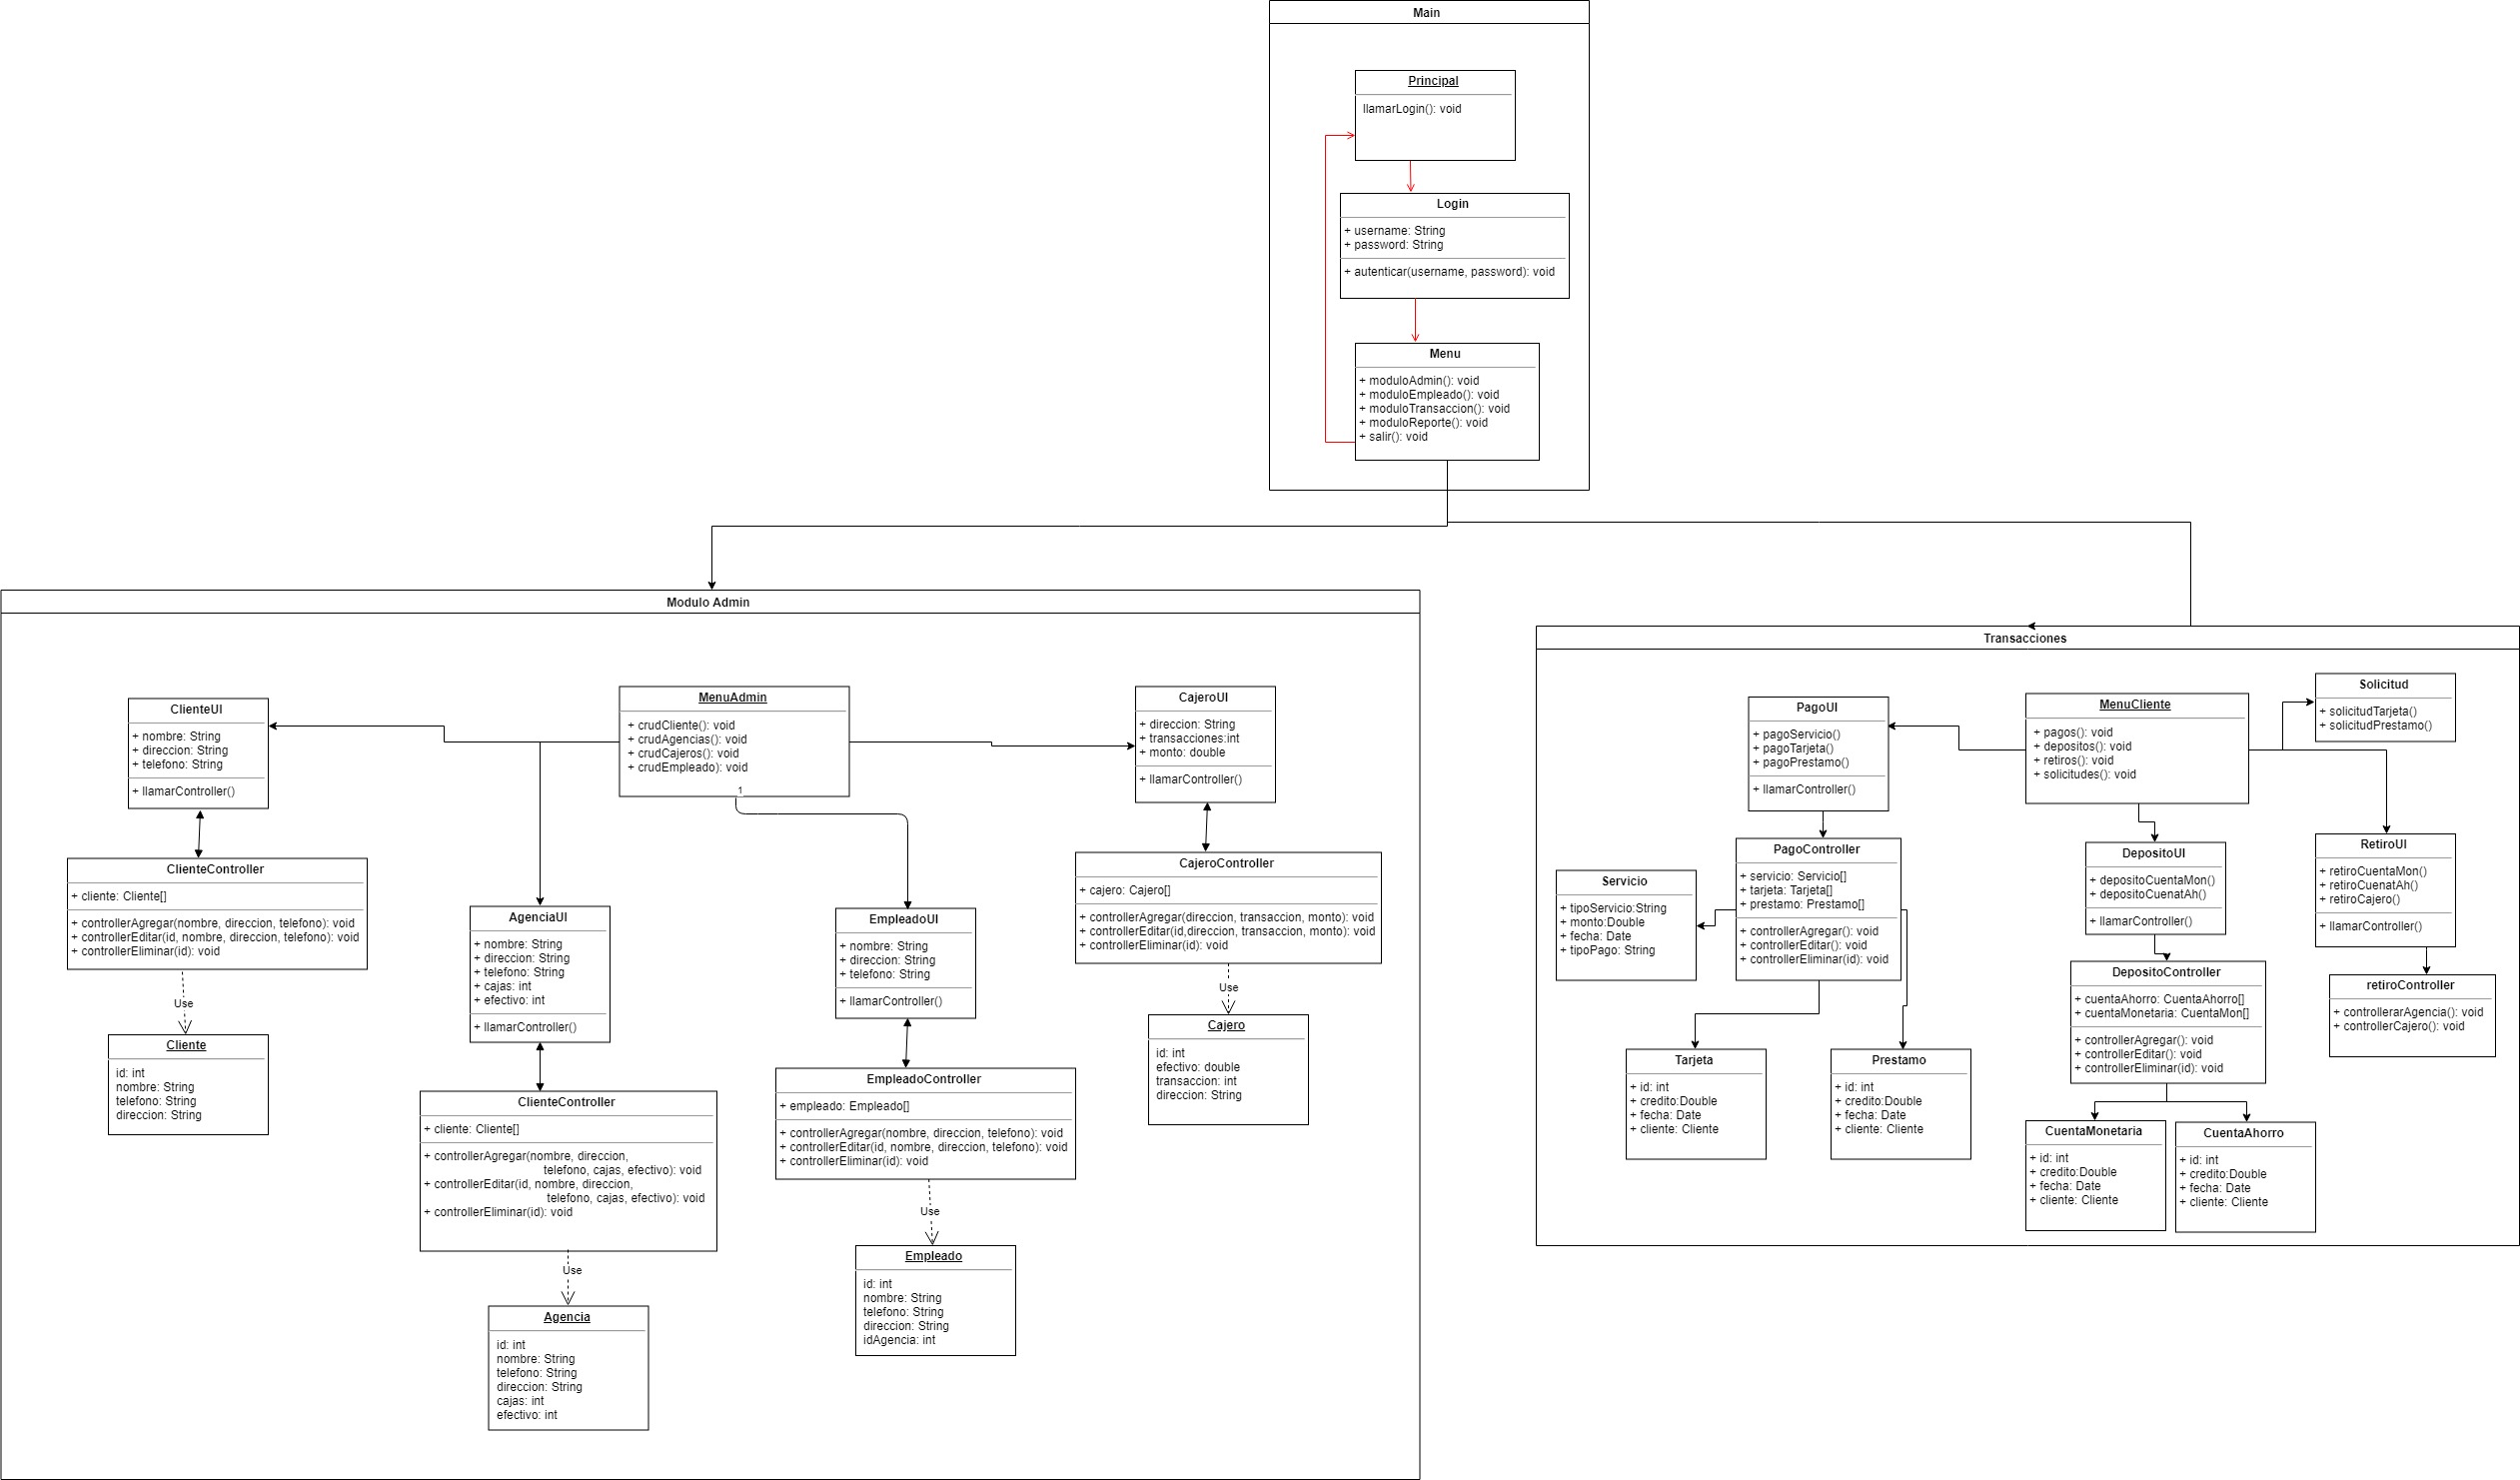 Main
Principal
llamarLogin(): void
Login
+ username: String
+ password: String
+ autenticar(username, password): void
Menu
+ moduloAdmin(): void
+ moduloEmpleado(): void
+ moduloTransaccion(): void
+ moduloReporte(): void
+ salir(): void
Modulo Admin
ClienteUI
+ nombre: String
+ direccion: String
+ telefono: String
+ llamarController()
ClienteController
+ cliente: Cliente[]
+ controllerAgregar(nombre, direccion, telefono): void
+ controllerEditar(id, nombre, direccion, telefono): void
+ controllerEliminar(id): void
Use
Cliente
id: int
nombre: String
telefono: String
direccion: String
MenuAdmin
+ crudCliente(): void
+ crudAgencias(): void
+ crudCajeros(): void
+ crudEmpleado): void
1
AgenciaUI
+ nombre: String
+ direccion: String
+ telefono: String
+ cajas: int
+ efectivo: int
+ llamarController()
ClienteController
+ cliente: Cliente[]
+ controllerAgregar(nombre, direccion,
telefono, cajas, efectivo): void
+ controllerEditar(id, nombre, direccion,
telefono, cajas, efectivo): void
+ controllerEliminar(id): void
Use
Agencia
id: int
nombre: String
telefono: String
direccion: String
cajas: int
efectivo: int
EmpleadoUI
+ nombre: String
+ direccion: String
+ telefono: String
+ llamarController()
EmpleadoController
+ empleado: Empleado[]
+ controllerAgregar(nombre, direccion, telefono): void
+ controllerEditar(id, nombre, direccion, telefono): void
+ controllerEliminar(id): void
Use
Empleado
id: int
nombre: String
telefono: String
direccion: String
idAgencia: int
CajeroUI
+ direccion: String
+ transacciones:int
+ monto: double
+ llamarController()
CajeroController
+ cajero: Cajero[]
+ controllerAgregar(direccion, transaccion, monto): void
+ controllerEditar(id,direccion, transaccion, monto): void
+ controllerEliminar(id): void
Use
Cajero
id: int
efectivo: double
transaccion: int
direccion: String
Transacciones
PagoUI
+ pagoServicio()
+ pagoTarjeta()
+ pagoPrestamo()
+ llamarController()
MenuCliente
+ pagos(): void
+ depositos(): void
+ retiros(): void
+ solicitudes(): void
Solicitud
+ solicitudTarjeta()
+ solicitudPrestamo()
PagoController
+ servicio: Servicio[]
+ tarjeta: Tarjeta[]
+ prestamo: Prestamo[]
+ controllerAgregar(): void
+ controllerEditar(): void
+ controllerEliminar(id): void
Servicio
+ tipoServicio:String
+ monto:Double
+ fecha: Date
+ tipoPago: String
Tarjeta
+ id: int
+ credito:Double
+ fecha: Date
+ cliente: Cliente
Prestamo
+ id: int
+ credito:Double
+ fecha: Date
+ cliente: Cliente
DepositoUI
+ depositoCuentaMon()
+ depositoCuentaAh()
+ llamarController()
DepositoController
+ cuentaAhorro: CuentaAhorro[]
+ cuentaMonetaria: CuentaMon[]
+ controllerAgregar(): void
+ controllerEditar(): void
+ controllerEliminar(id): void
CuentaMonetaria
+ id: int
+ credito:Double
+ fecha: Date
+ cliente: Cliente
CuentaAhorro
+ id: int
+ credito:Double
+ fecha: Date
+ cliente: Cliente
RetiroUI
+ retiroCuentaMon()
+ retiroCuenatAh()
+ retiroCajero()
+ llamarController()
retiroController
+ controllerarAgencia(): void
+ controllerCajero(): void